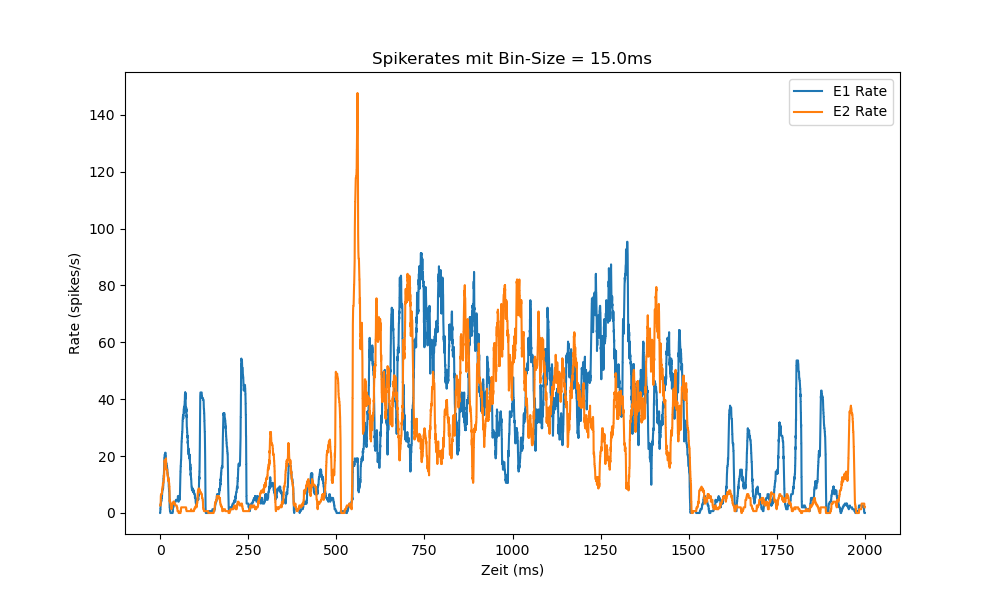 Spikerates mit Bin-Size = 15.0ms
E1 Rate
E2 Rate
Rate (spikes/s)
140
120
100
80
60
40
20
0
0 250 500 750 1000 1250 1500 1750 2000
Zeit (ms)